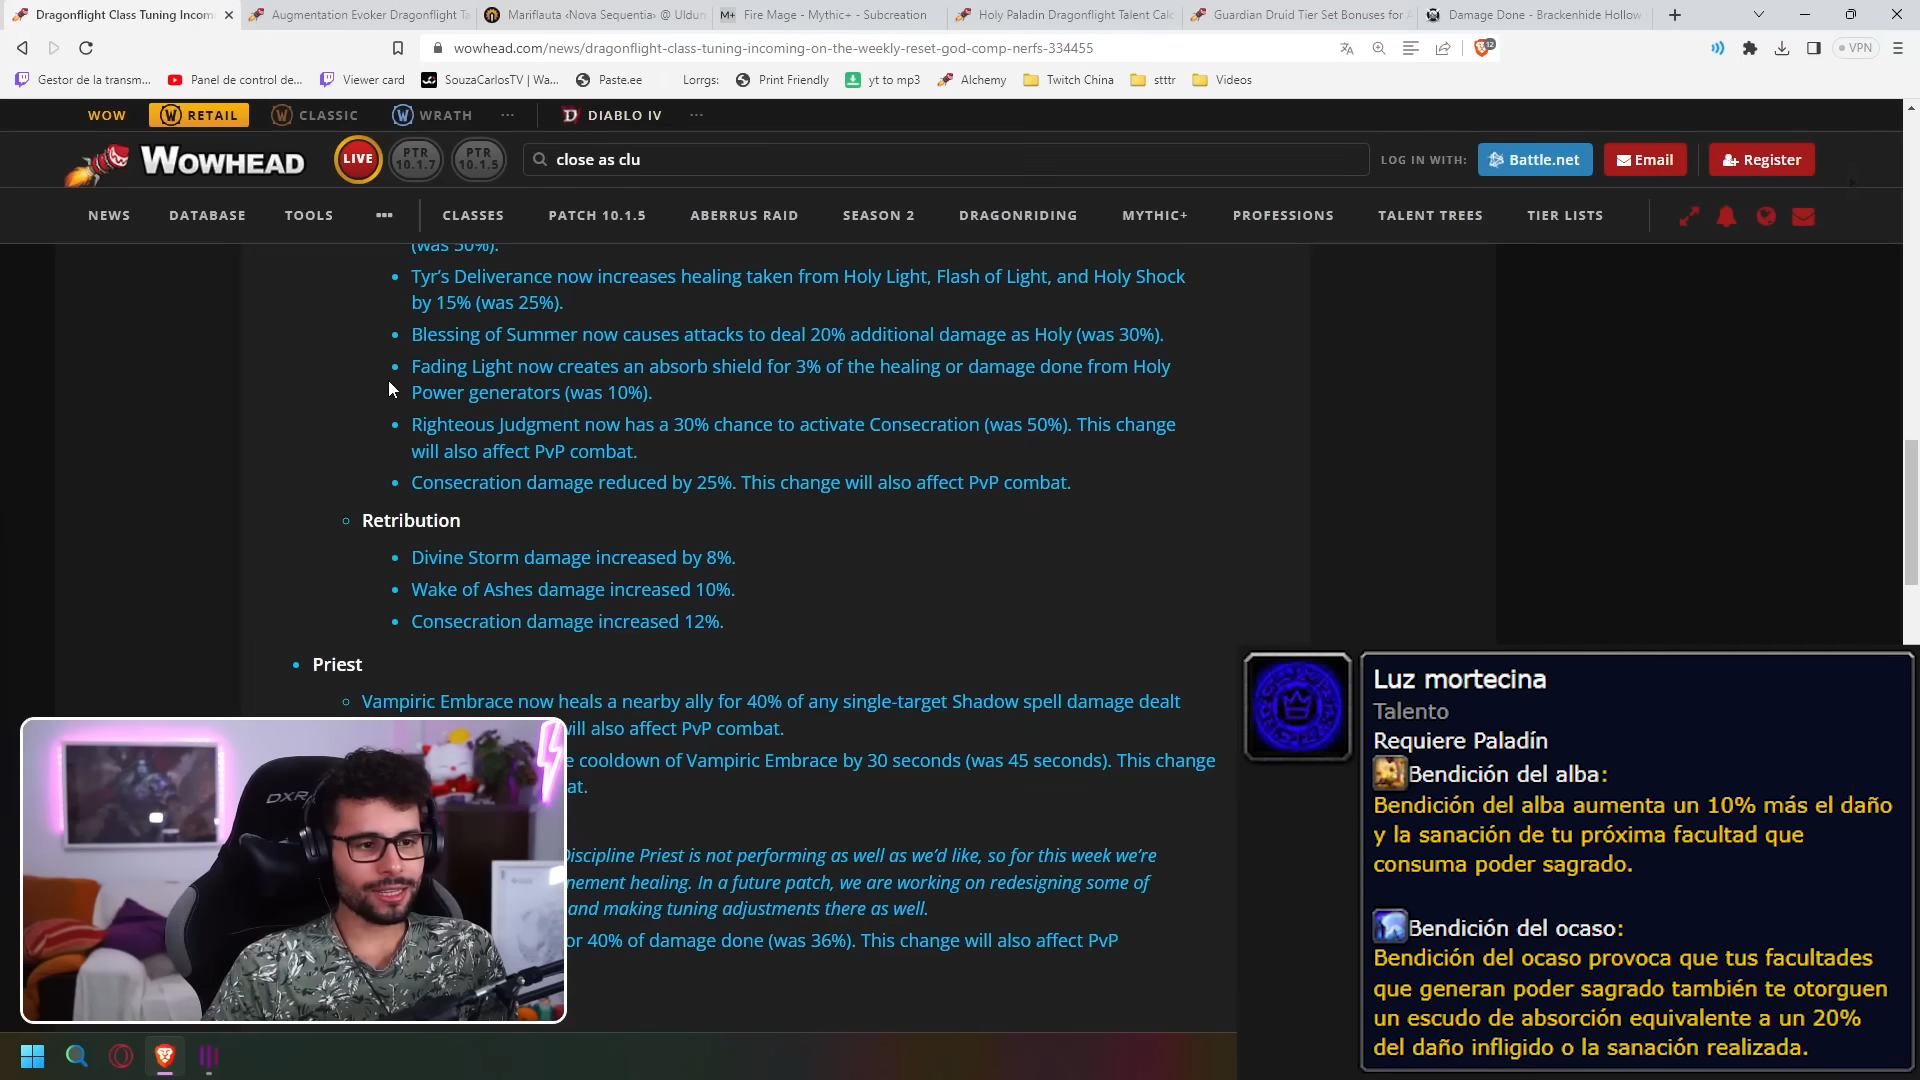 Dragonflight Class Tuning Incom
Augmentation Evoker Dragonflight Ta
Mariflauta ‹Nova Sequentia› @ Uldun
Fire Mage - Mythic+ - Subcreation
Holy Paladin Dragonflight Talent Calc
Guardian Druid Tier Set Bonuses for
Damage Done - Brackenhide Hollow
wowhead.com/news/dragonflight-class-tuning-incoming-on-the-weekly-reset-god-comp-nerfs-334455
12
VPN
Gestor de la transm...
Panel de control de...
Viewer card
SouzaCarlosTV | Wa...
Paste.ee
Lorrgs:
Print Friendly
yt to mp3
Alchemy
Twitch China
stttr
Videos
WOW
RETAIL
CLASSIC
WRATH
...
DIABLO IV
...
WOWHEAD
LIVE
PTR 10.1.7
PTR 10.1.5
close as clu
LOG IN WITH:
Battle.net
Email
Register
NEWS
DATABASE
TOOLS
•••
CLASSES
PATCH 10.1.5
ABERRUS RAID
SEASON 2
DRAGONRIDING
MYTHIC+
PROFESSIONS
TALENT TREES
TIER LISTS
(was 50%).
Tyr's Deliverance now increases healing taken from Holy Light, Flash of Light, and Holy Shock
by 15% (was 25%).
Blessing of Summer now causes attacks to deal 20% additional damage as Holy (was 30%).
Fading Light now creates an absorb shield for 3% of the healing or damage done from Holy
Power generators (was 10%).
Righteous Judgment now has a 30% chance to activate Consecration (was 50%). This change
will also affect PvP combat.
Consecration damage reduced by 25%. This change will also affect PvP combat.
Retribution
Divine Storm damage increased by 8%.
Wake of Ashes damage increased 10%.
Consecration damage increased 12%.
Priest
Vampiric Embrace now heals a nearby ally for 40% of any single-target Shadow spell damage dealt
will also affect PvP combat.
e cooldown of Vampiric Embrace by 30 seconds (was 45 seconds). This change
at.
Discipline Priest is not performing as well as we'd like, so for this week we're
nement healing. In a future patch, we are working on redesigning some of
and making tuning adjustments there as well.
or 40% of damage done (was 36%). This change will also affect PvP
DXR
Luz mortecina
Talento
Requiere Paladín
Bendición del alba:
Bendición del alba aumenta un 10% más el daño
y la sanación de tu próxima facultad que
consuma poder sagrado.
Bendición del ocaso:
Bendición del ocaso provoca que tus facultades
que generan poder sagrado también te otorguen
un escudo de absorción equivalente a un 20%
del daño infligido o la sanación realizada.